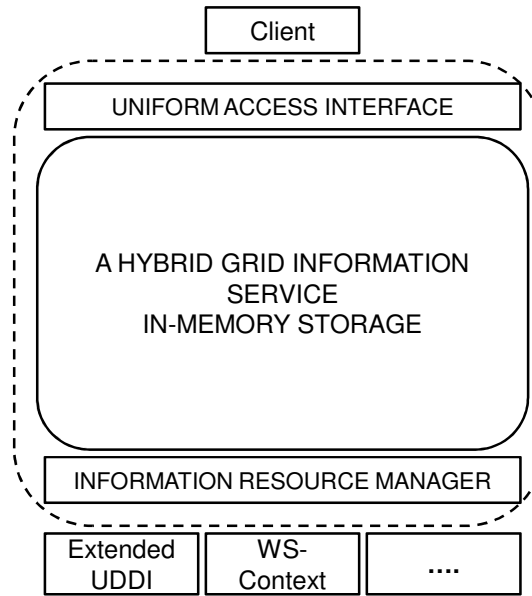 Client
UNIFORM ACCESS INTERFACE
A HYBRID GRID INFORMATION
SERVICE
IN-MEMORY STORAGE
INFORMATION RESOURCE MANAGER
Extended
UDDI
WS-
Context
....